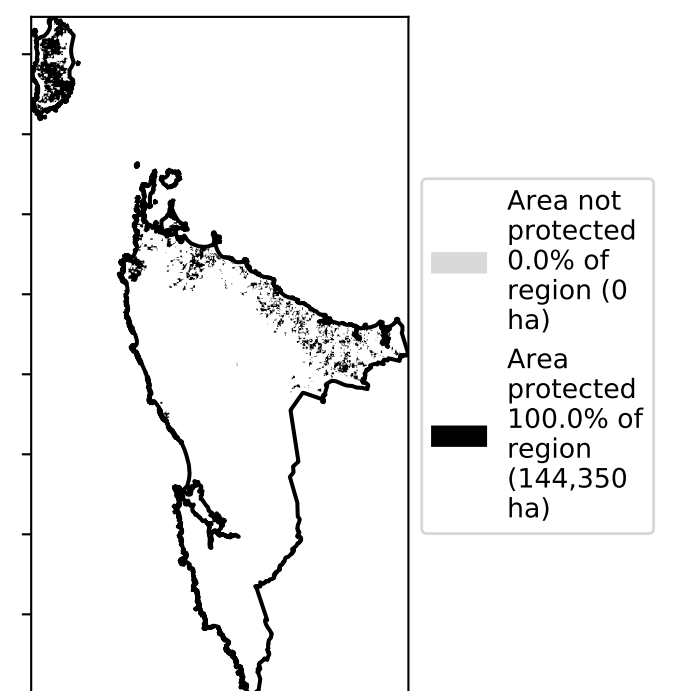 Area not
protected
0.0% of
region (0
ha)
Area
protected
100.0% of
region
(144,350
ha)